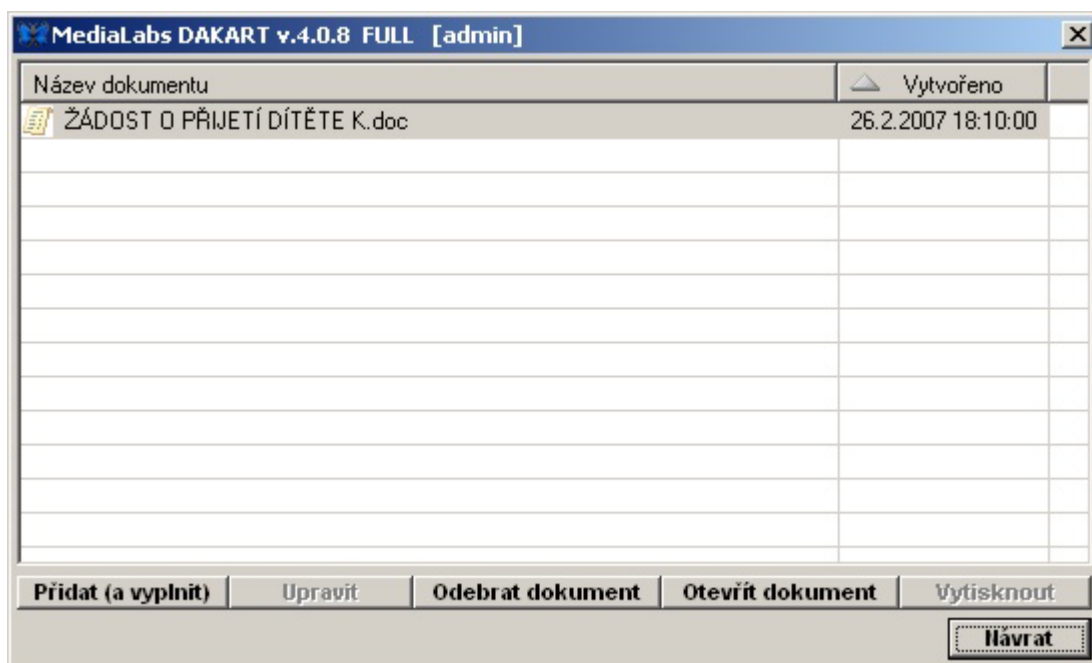 MediaLabs DAKART v.4.0.8 FULL [admin]
Název dokumentu Vytvořeno
ŽÁDOST O PŘIJETÍ DÍTĚTE K.doc 26.2.2007 18:10:00
Přidat (a vyplnit) Upravit Odebrat dokument Otevřít dokument Vytisknout
Návrat